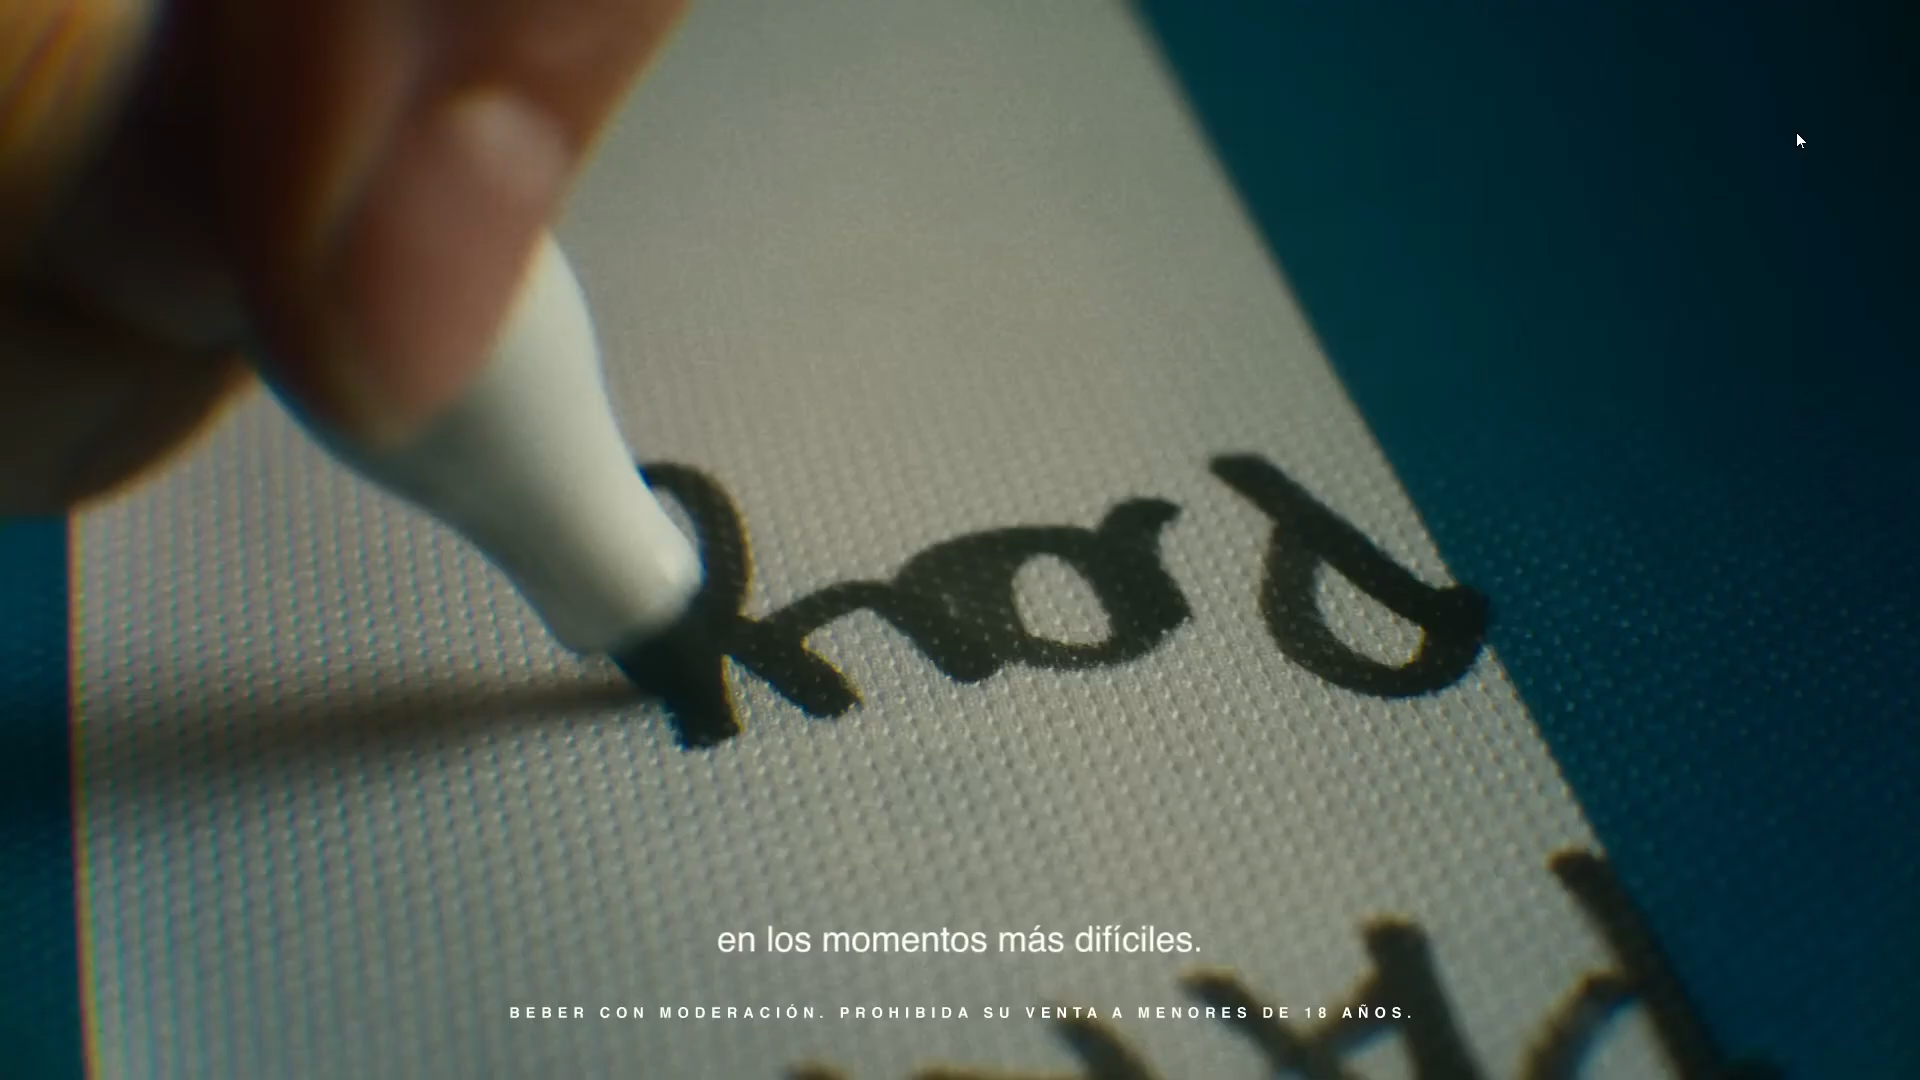 en los momentos más difíciles.
BEBER CON MODERACIÓN. PROHIBIDA SU VENTA A MENORES DE 18 AÑOS.